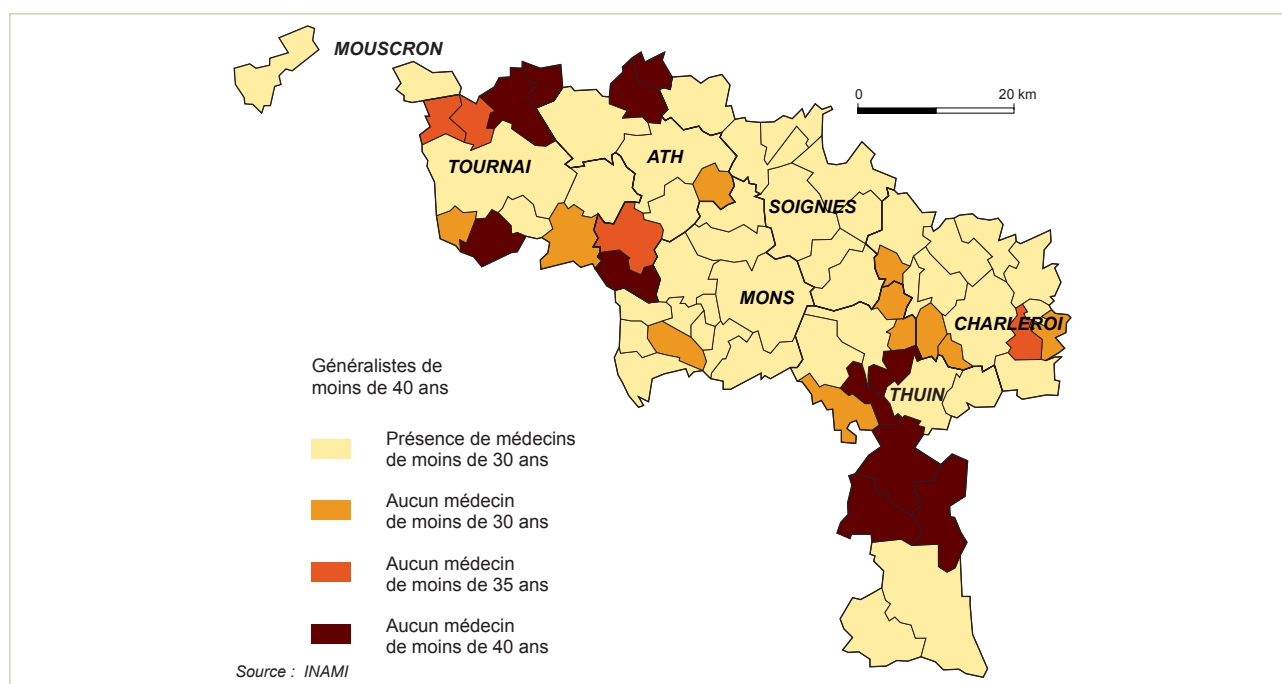 MOUSCRON
0 20 km
TOURNAI
ATH
SOIGNIES
MONS
CHARLEROI
THUIN
Généralistes de
moins de 40 ans
Présence de médecins
de moins de 30 ans
Aucun médecin
de moins de 30 ans
Aucun médecin
de moins de 35 ans
Aucun médecin
de moins de 40 ans
Source : INAMI